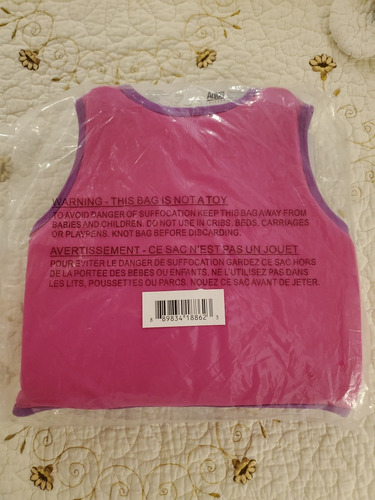 WARNING - THIS BAG IS NOT A TOY
TO AVOID DANGER OF SUFFOCATION KEEP THIS BAG AWAY FROM
BABIES AND CHILDREN. DO NOT USE IN CRIBS, BEDS, CARRIAGES
OR PLAYPENS. KNOT BAG BEFORE DISCARDING.
AVERTISSEMENT - CE SAC N'EST PAS UN JOUET
POUR EVITER LE DANGER DE SUFFOCATION GARDEZ CE SAC HORS
DE LA PORTÉE DES BÉBES OU ENFANTS. NE L'UTILISEZ PAS DANS
LES LITS, POUSSETTES OU PARCS. NOUEZ CE SAC AVANT DE JETER.
8 89834 18862 3